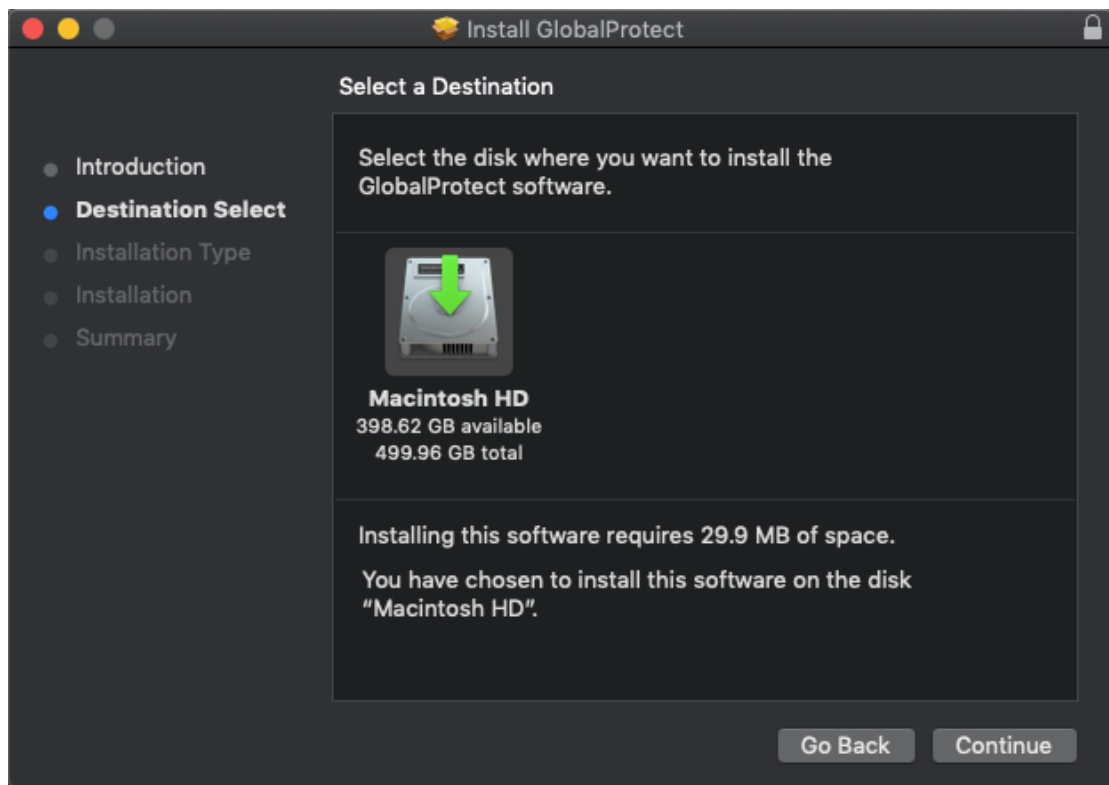 Install GlobalProtect
Select a Destination
Introduction
Destination Select
Installation Type
Installation
Summary
Select the disk where you want to install the
GlobalProtect software.
Macintosh HD
398.62 GB available
499.96 GB total
Installing this software requires 29.9 MB of space.
You have chosen to install this software on the disk
“Macintosh HD”.
Go Back
Continue